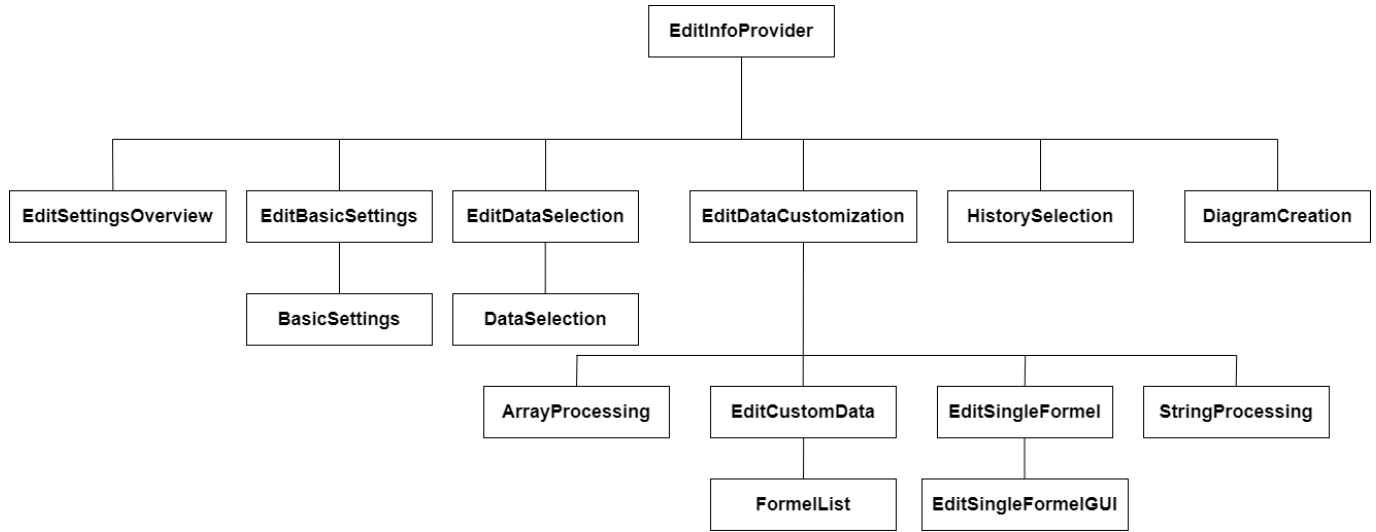 EditInfoProvider
EditSettingsOverview
EditBasicSettings
EditDataSelection
EditDataCustomization
HistorySelection
DiagramCreation
BasicSettings
DataSelection
ArrayProcessing
EditCustomData
EditSingleFormel
StringProcessing
FormelList
EditSingleFormelGUI